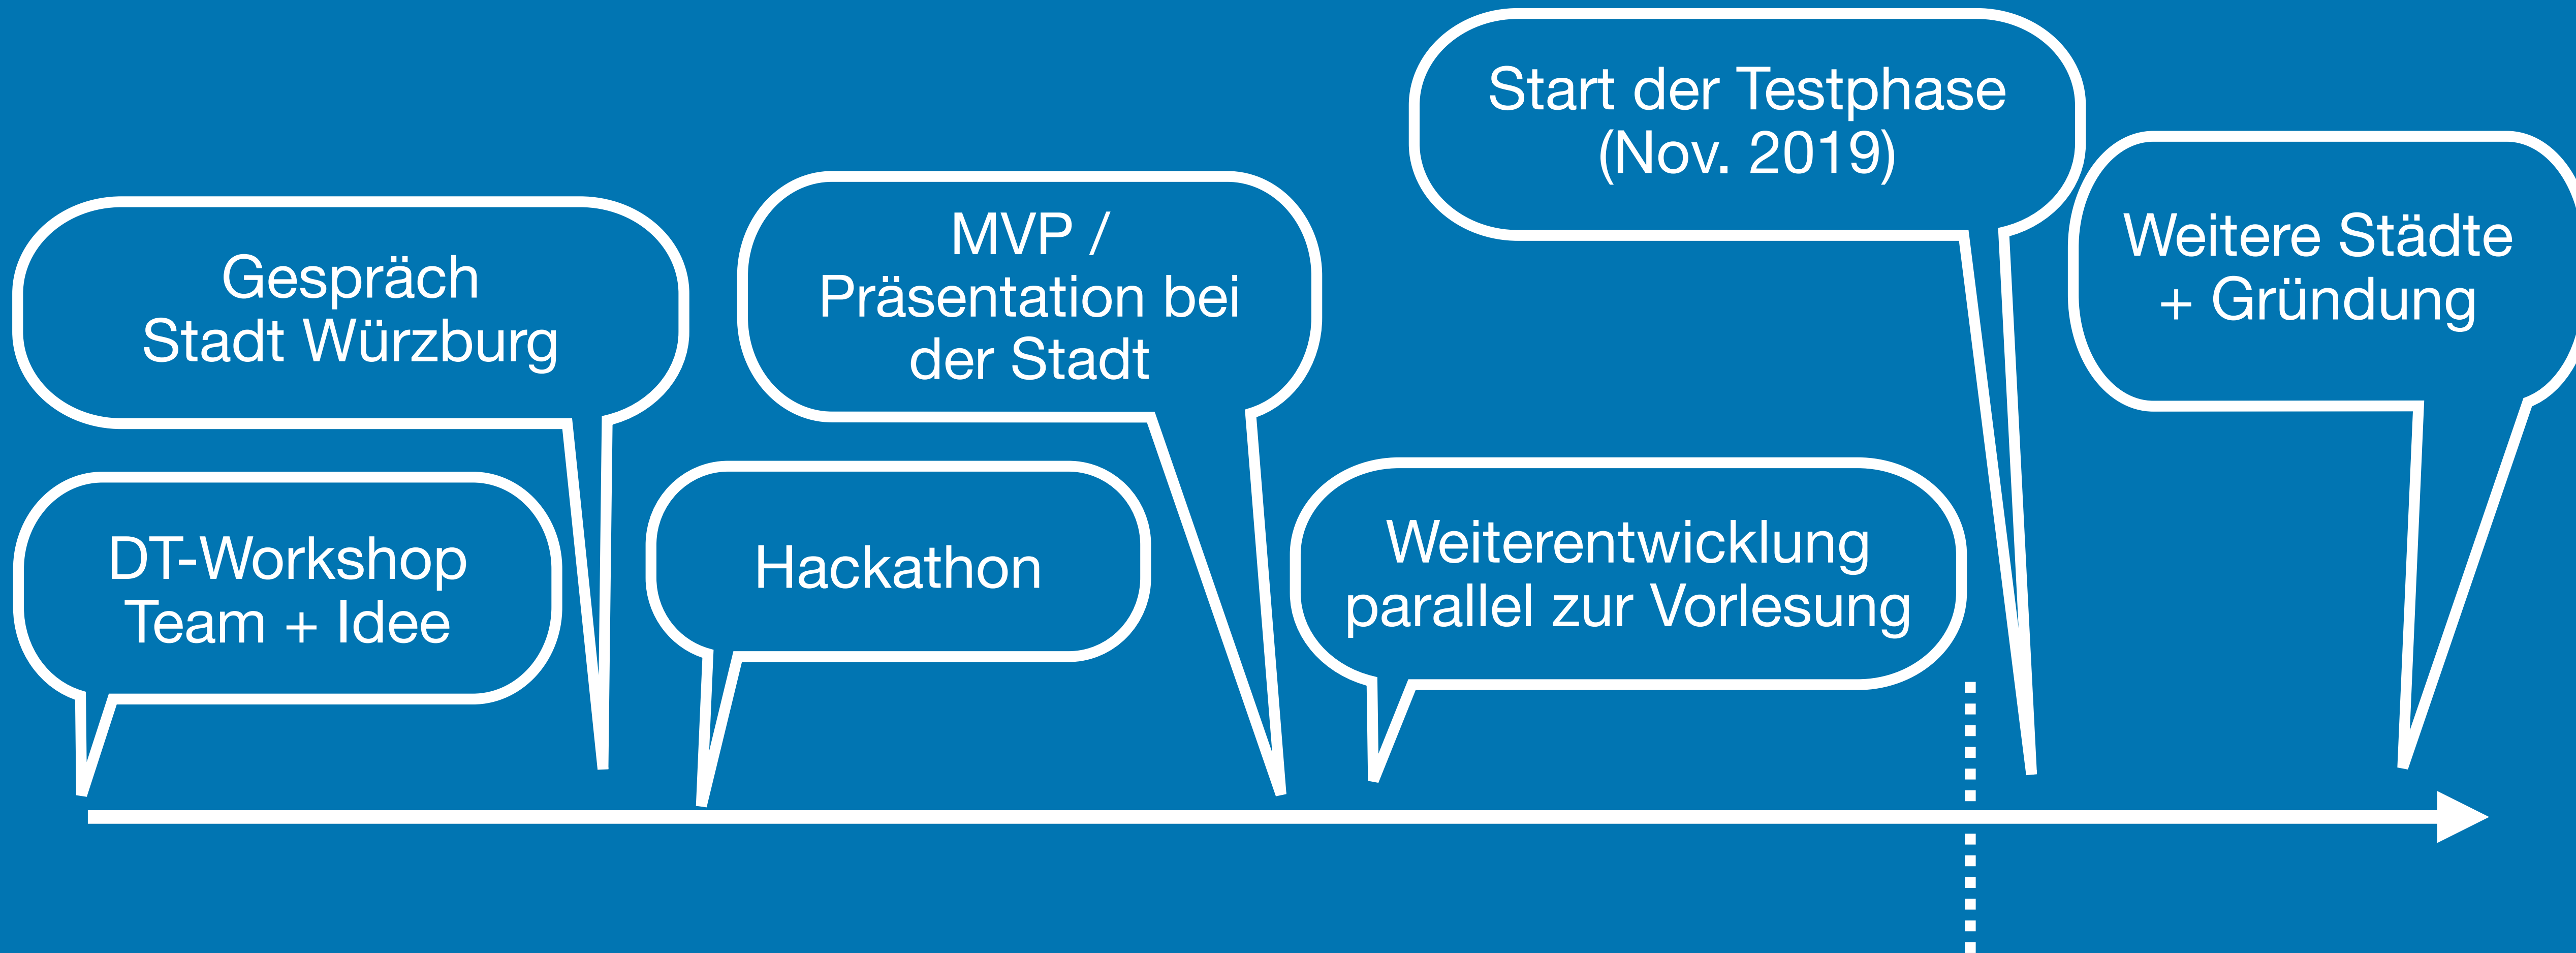 Gespräch
Stadt Würzburg
DT-Workshop
Team + Idee
MVP /
Präsentation bei
der Stadt
Hackathon
Start der Testphase
(Nov. 2019)
Weiterentwicklung
parallel zur Vorlesung
Weitere Städte
+ Gründung